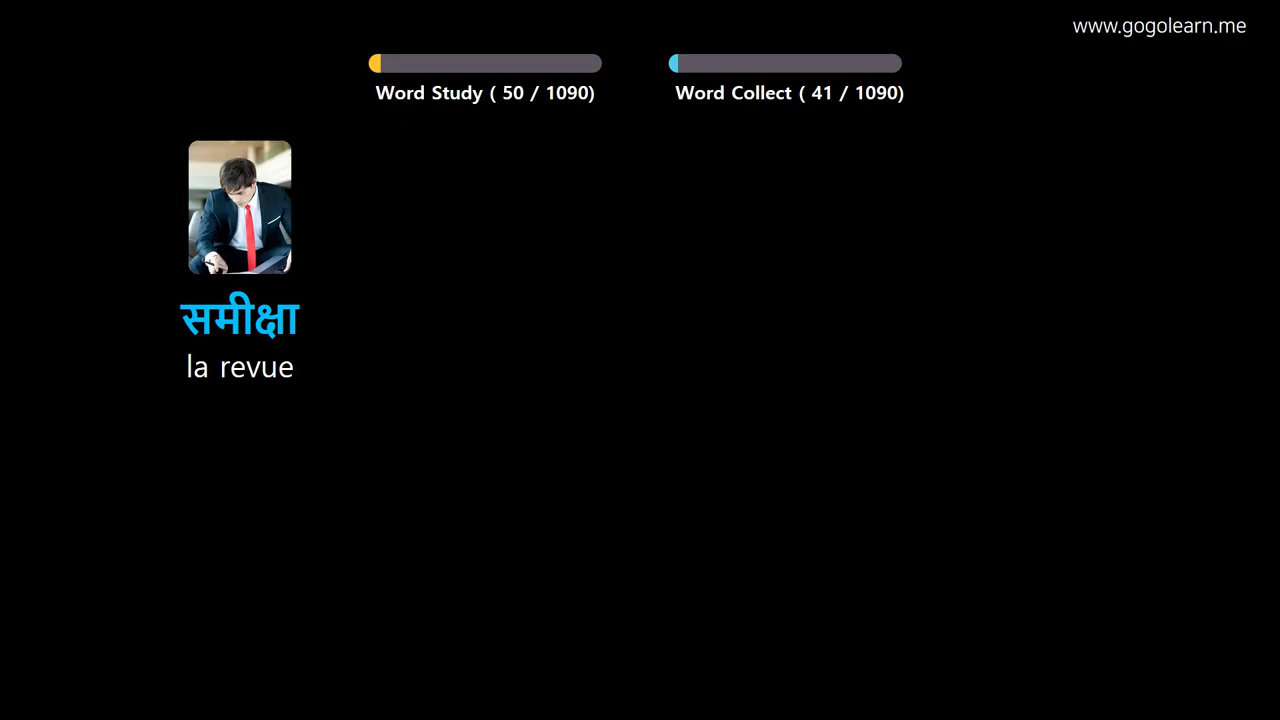 www.gogolearn.me
Word Study ( 50 / 1090)
Word Collect ( 41 / 1090)
समीक्षा
la revue